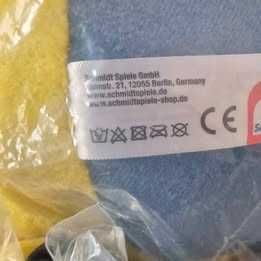 Schmidt Spiele GmbH
21, 12055 Berlin, Germany
www.schmidtspiele.de
www.schmidtspiele-shop.de
CE